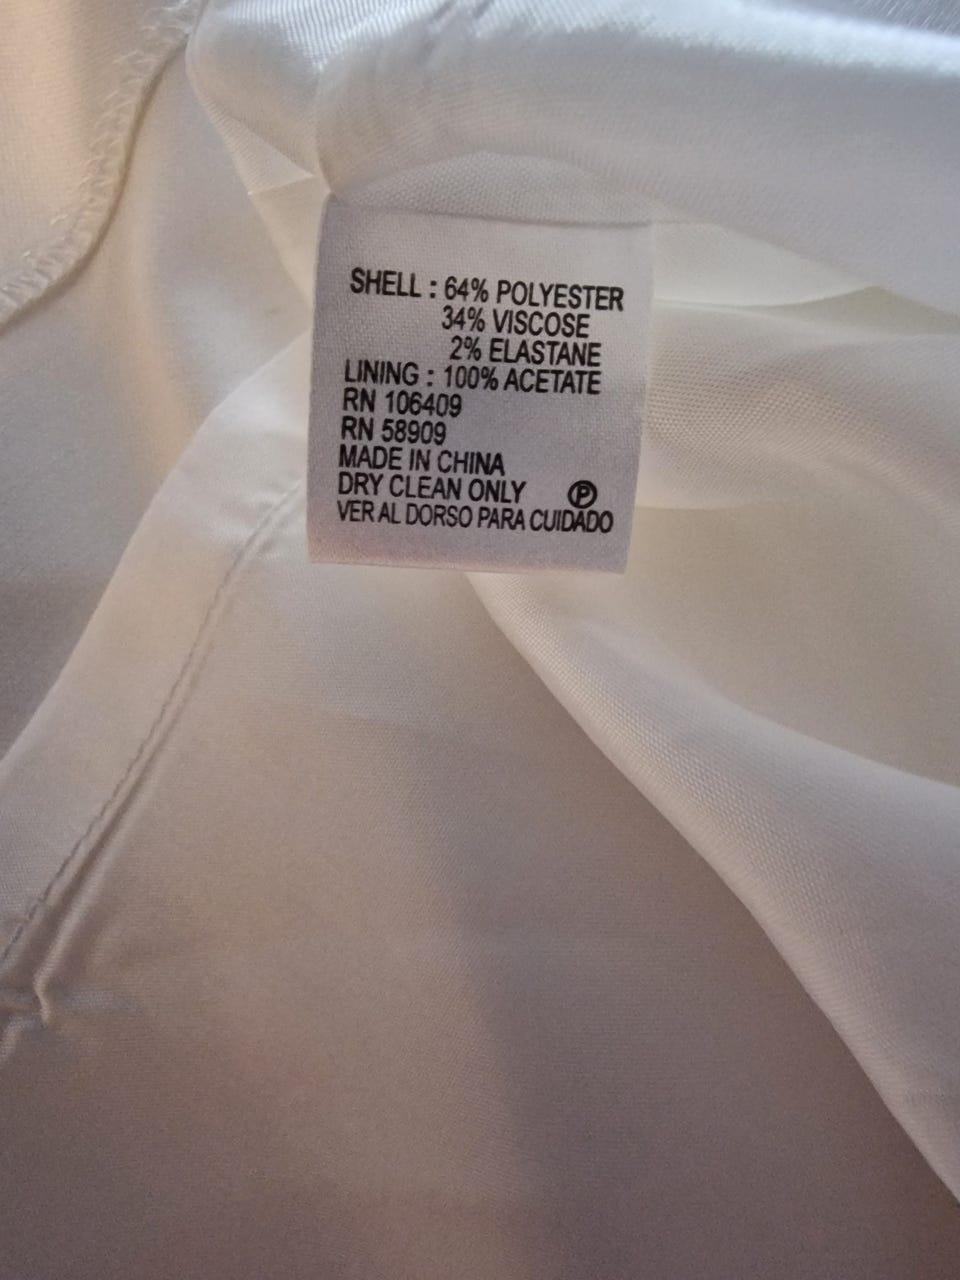 SHELL : 64% POLYESTER
34% VISCOSE
2% ELASTANE
LINING : 100% ACETATE
RN 106409
RN 58909
MADE IN CHINA
DRY CLEAN ONLY Ⓟ
VER AL DORSO PARA CUIDADO